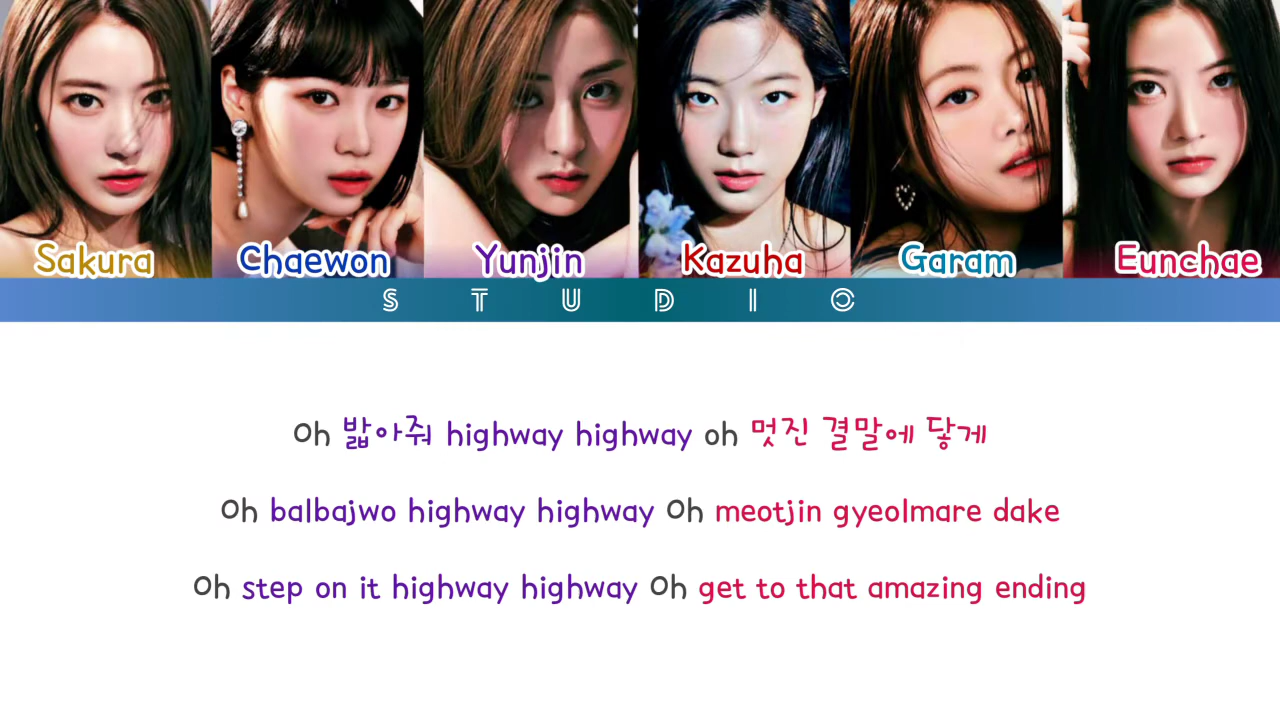 Sakura Chaewon Yunjin Kazuha Garam Eunchae
STUDIO
Oh 밟아줘 highway highway oh 멋진 결말에 닿게
Oh balbajwo highway highway Oh meotjin gyeolmare dake
Oh step on it highway highway Oh get to that amazing ending